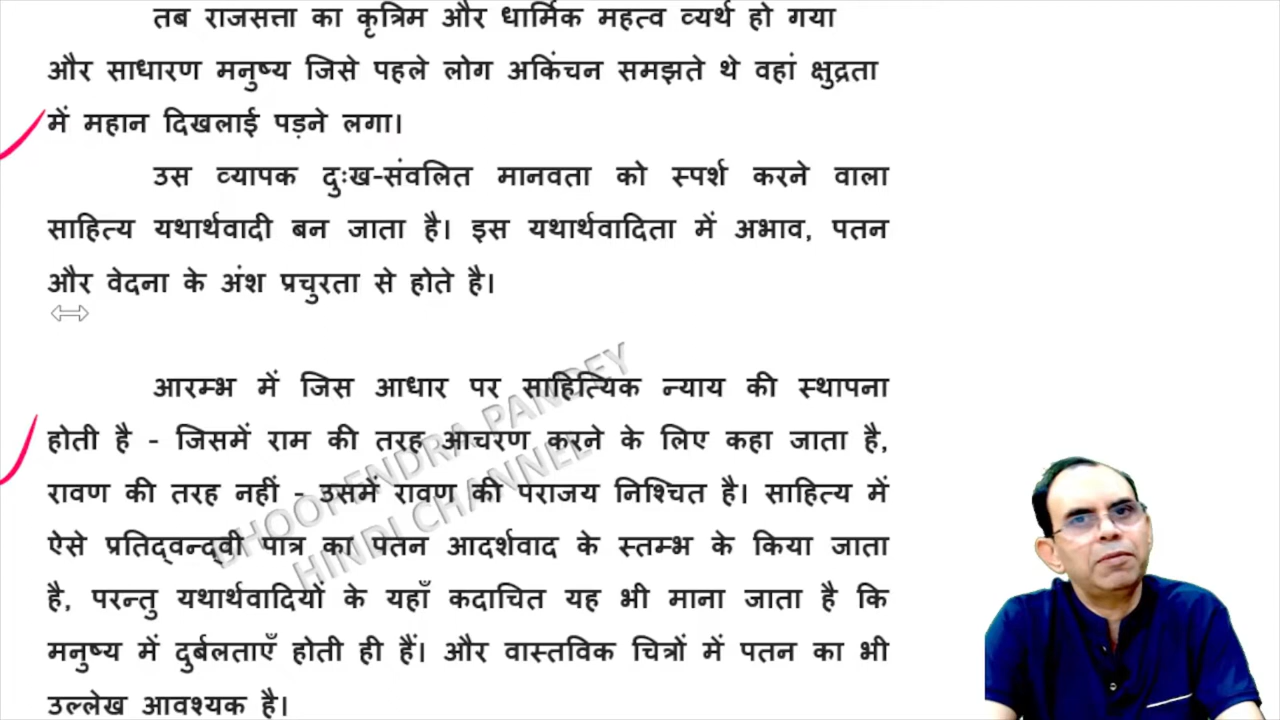 तब राजसत्ता का कृत्रिम और धार्मिक महत्व व्यर्थ हो गया
और साधारण मनुष्य जिसे पहले लोग अकिंचन समझते थे वहां क्षुद्रता
में महान दिखलाई पड़ने लगा।
उस व्यापक दुःख-संवलित मानवता को स्पर्श करने वाला
साहित्य यथार्थवादी बन जाता है। इस यथार्थवादिता में अभाव, पतन
और वेदना के अंश प्रचुरता से होते है।
आरम्भ में जिस आधार पर साहित्यिक न्याय की स्थापना
होती है - जिसमें राम की तरह आचरण करने के लिए कहा जाता है,
रावण की तरह नहीं - उसमें रावण की पराजय निश्चित है। साहित्य में
ऐसे प्रतिद्वन्द्वी पात्र का पतन आदर्शवाद के स्तम्भ के किया जाता
है, परन्तु यथार्थवादियों के यहाँ कदाचित यह भी माना जाता है कि
मनुष्य में दुर्बलताएँ होती ही हैं। और वास्तविक चित्रों में पतन का भी
उल्लेख आवश्यक है।
BHOOPENDRA PANDEY
HINDI CHANNEL